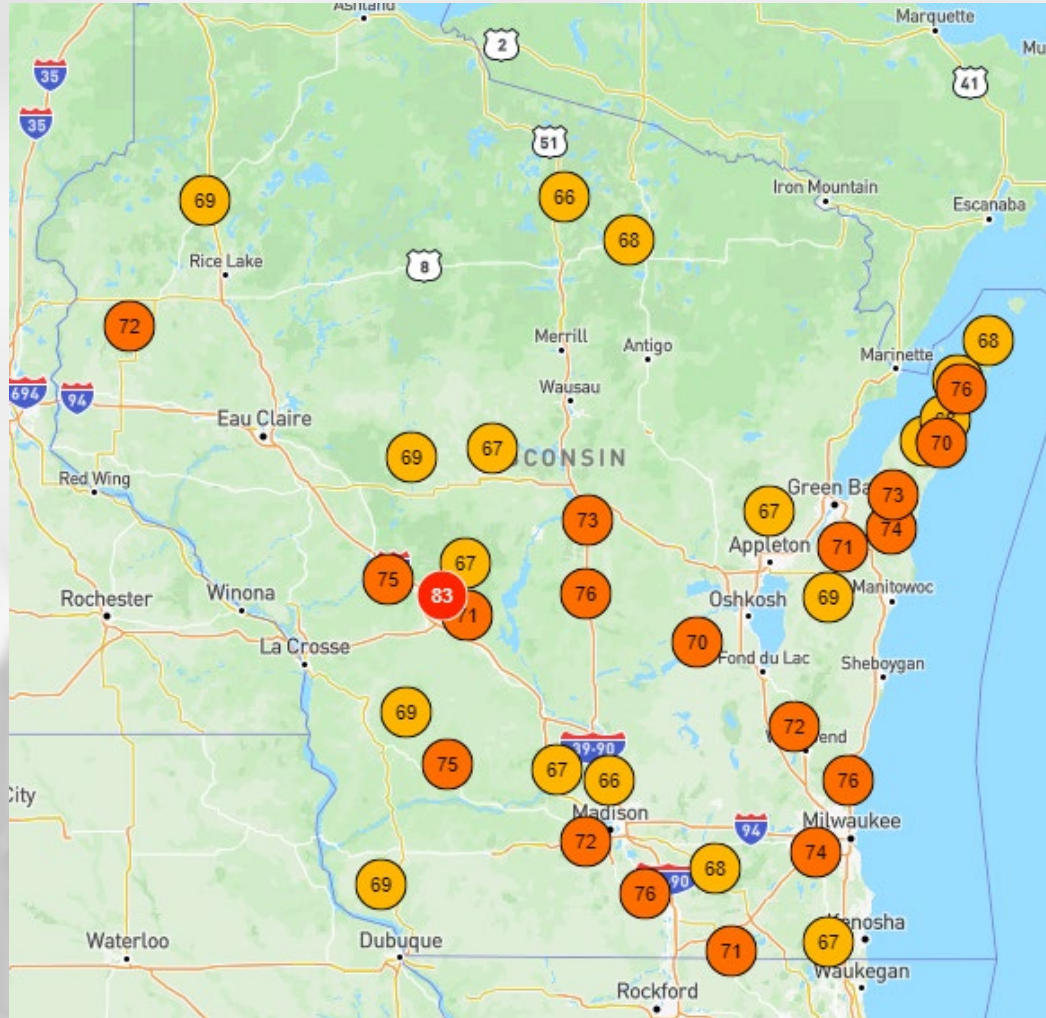 Ashland
Marquette
2
Mu
35
41
35
51
Iron Mountain
69
66
Escanaba
68
Rice Lake
8
72
68
Merrill
Antigo
Marinette
694
94
76
Wausau
Eau Claire
70
67
69
CONSIN
Red Wing
73
Green Ba
67
73
74
Appleton
71
67
75
Winona
83
76
69
Manitowoc
Rochester
71
Oshkosh
La Crosse
70
Fond du Lac
Sheboygan
69
72
end
39-90
75
67
66
76
City
Madison
94
Milwaukee
72
74
69
68
-90
76
Kenosha
Waterloo
Dubuque
71
67
Waukegan
Rockford